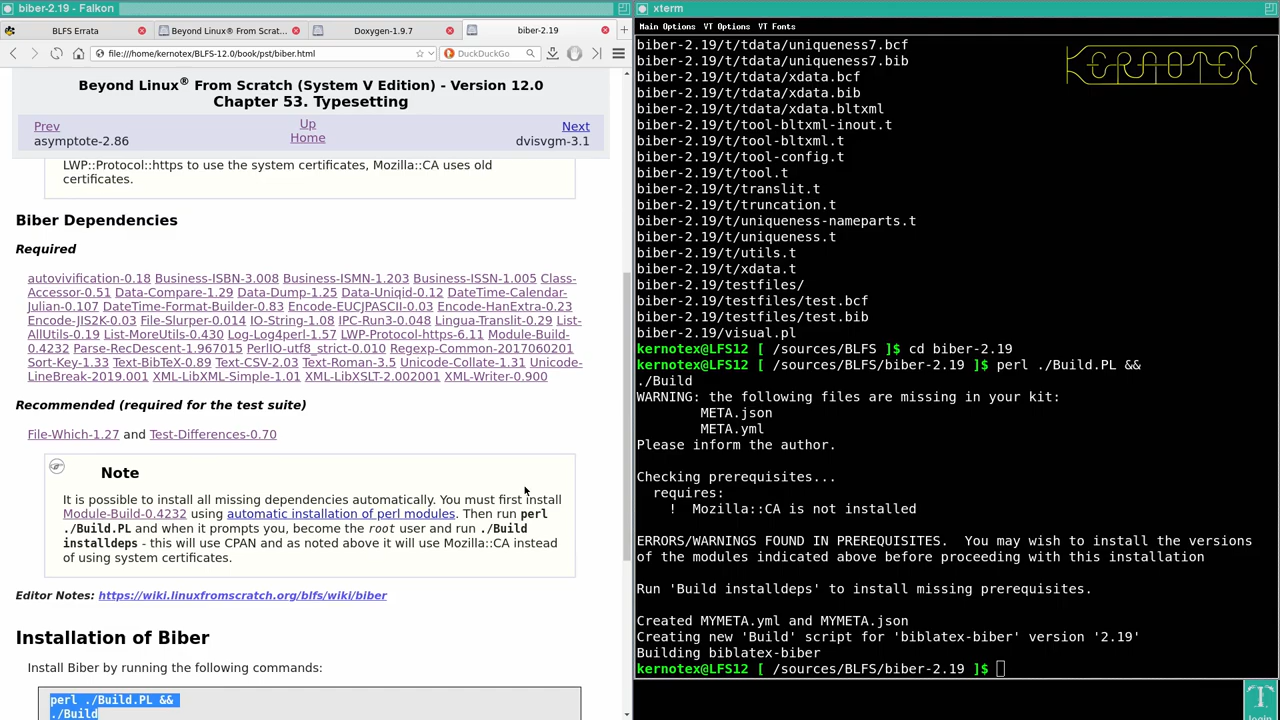 biber-2.19 - Falkon
BLFS Errata
Beyond Linux® From Scrat...
Doxygen-1.9.7
biber-2.19
file:///home/kernotex/BLFS-12.0/book/pst/biber.html
DuckDuckGo
Beyond Linux® From Scratch (System V Edition) - Version 12.0
Chapter 53. Typesetting
Prev
Up
Next
asymptote-2.86
Home
dvisvgm-3.1
LWP::Protocol::https to use the system certificates, Mozilla::CA uses old
certificates.
Biber Dependencies
Required
autovivification-0.18 Business-ISBN-3.008 Business-ISMN-1.203 Business-ISSN-1.005 Class-
Accessor-0.51 Data-Compare-1.29 Data-Dump-1.25 Data-Uniqid-0.12 DateTime-Calendar-
Julian-0.107 DateTime-Format-Builder-0.83 Encode-EUCJPASCII-0.03 Encode-HanExtra-0.23
Encode-JIS2K-0.03 File-Slurper-0.014 IO-String-1.08 IPC-Run3-0.048 Lingua-Translit-0.29 List-
AllUtils-0.19 List-MoreUtils-0.430 Log-Log4perl-1.57 LWP-Protocol-https-6.11 Module-Build-
0.4232 Parse-RecDescent-1.967015 PerlIO-utf8_strict-0.010 Regexp-Common-2017060201
Sort-Key-1.33 Text-BibTeX-0.89 Text-CSV-2.03 Text-Roman-3.5 Unicode-Collate-1.31 Unicode-
LineBreak-2019.001 XML-LibXML-Simple-1.01 XML-LibXSLT-2.002001 XML-Writer-0.900
Recommended (required for the test suite)
File-Which-1.27 and Test-Differences-0.70
Note
It is possible to install all missing dependencies automatically. You must first install
Module-Build-0.4232 using automatic installation of perl modules. Then run perl
./Build.PL and when it prompts you, become the root user and run ./Build
installdeps - this will use CPAN and as noted above it will use Mozilla::CA instead
of using system certificates.
Editor Notes: https://wiki.linuxfromscratch.org/blfs/wiki/biber
Installation of Biber
Install Biber by running the following commands:
perl ./Build.PL &&
./Build
xterm
Main Options VT Options VT Fonts
KERNOTEX
biber-2.19/t/tdata/uniqueness7.bcf
biber-2.19/t/tdata/uniqueness7.bib
biber-2.19/t/tdata/xdata.bcf
biber-2.19/t/tdata/xdata.bib
biber-2.19/t/tdata/xdata.bltxml
biber-2.19/t/tool-bltxml-inout.t
biber-2.19/t/tool-bltxml.t
biber-2.19/t/tool-config.t
biber-2.19/t/tool.t
biber-2.19/t/translit.t
biber-2.19/t/truncation.t
biber-2.19/t/uniqueness-nameparts.t
biber-2.19/t/uniqueness.t
biber-2.19/t/utils.t
biber-2.19/t/xdata.t
biber-2.19/testfiles/
biber-2.19/testfiles/test.bcf
biber-2.19/testfiles/test.bib
biber-2.19/visual.pl
kernotex@LFS12 [ /sources/BLFS ]$ cd biber-2.19
kernotex@LFS12 [ /sources/BLFS/biber-2.19 ]$ perl ./Build.PL &&
./Build
WARNING: the following files are missing in your kit:
META.json
META.yml
Please inform the author.
Checking prerequisites...
requires:
! Mozilla::CA is not installed
ERRORS/WARNINGS FOUND IN PREREQUISITES. You may wish to install the versions
of the modules indicated above before proceeding with this installation
Run 'Build installdeps' to install missing prerequisites.
Created MYMETA.yml and MYMETA.json
Creating new 'Build' script for 'biblatex-biber' version '2.19'
Building biblatex-biber
kernotex@LFS12 [ /sources/BLFS/biber-2.19 ]$
login